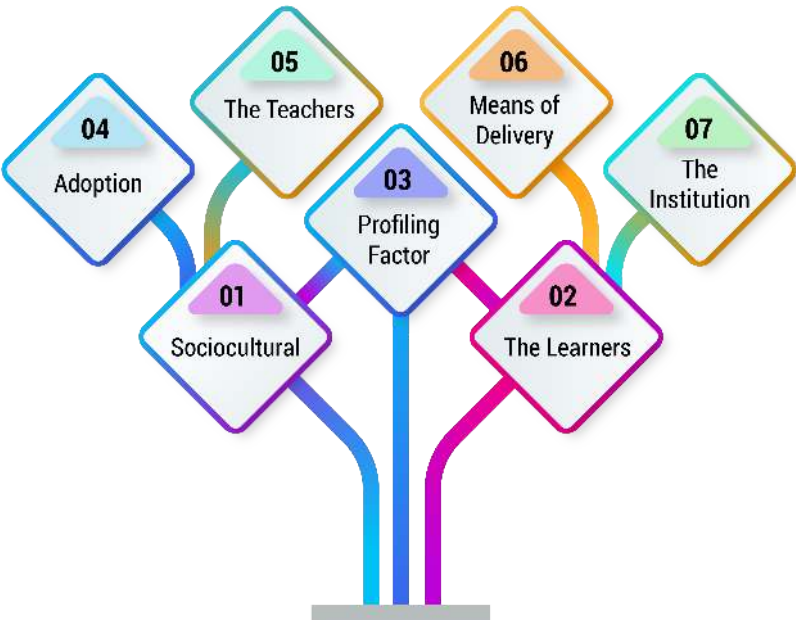 01
Sociocultural
02
The Learners
03
Profiling
Factor
04
Adoption
05
The Teachers
06
Means of
Delivery
07
The
Institution